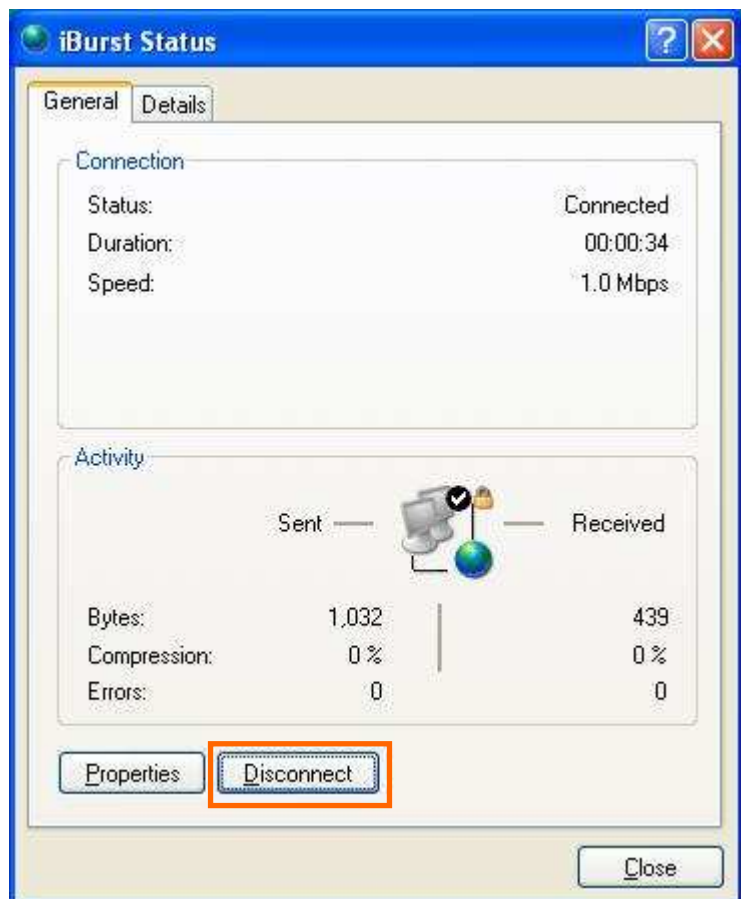 iBurst Status
General Details
Connection
Status: Connected
Duration: 00:00:34
Speed: 1.0 Mbps
Activity
Sent Received
Bytes: 1,032 439
Compression: 0 % 0 %
Errors: 0 0
Properties Disconnect
Close